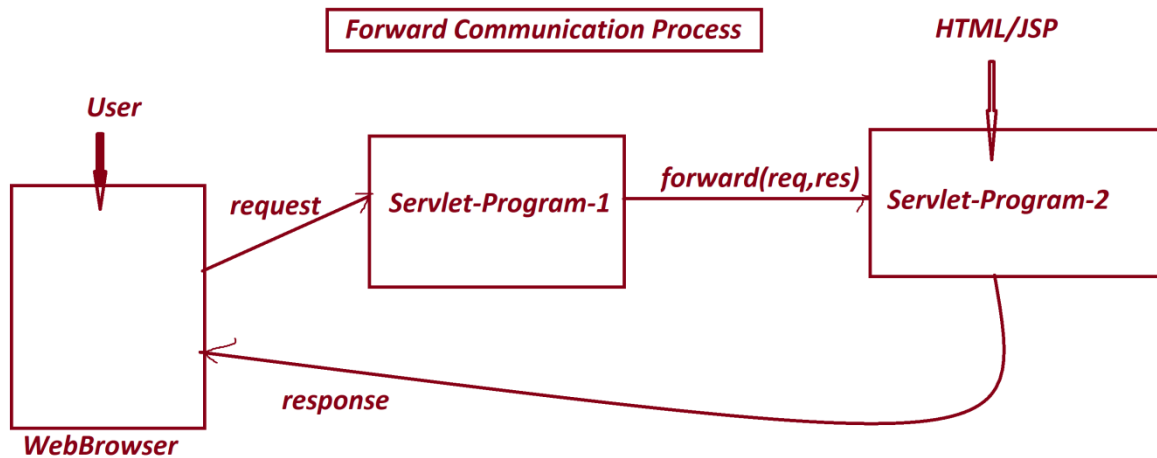 Forward Communication Process
HTML/JSP
User
request
Servlet-Program-1
forward(req,res)
Servlet-Program-2
response
WebBrowser